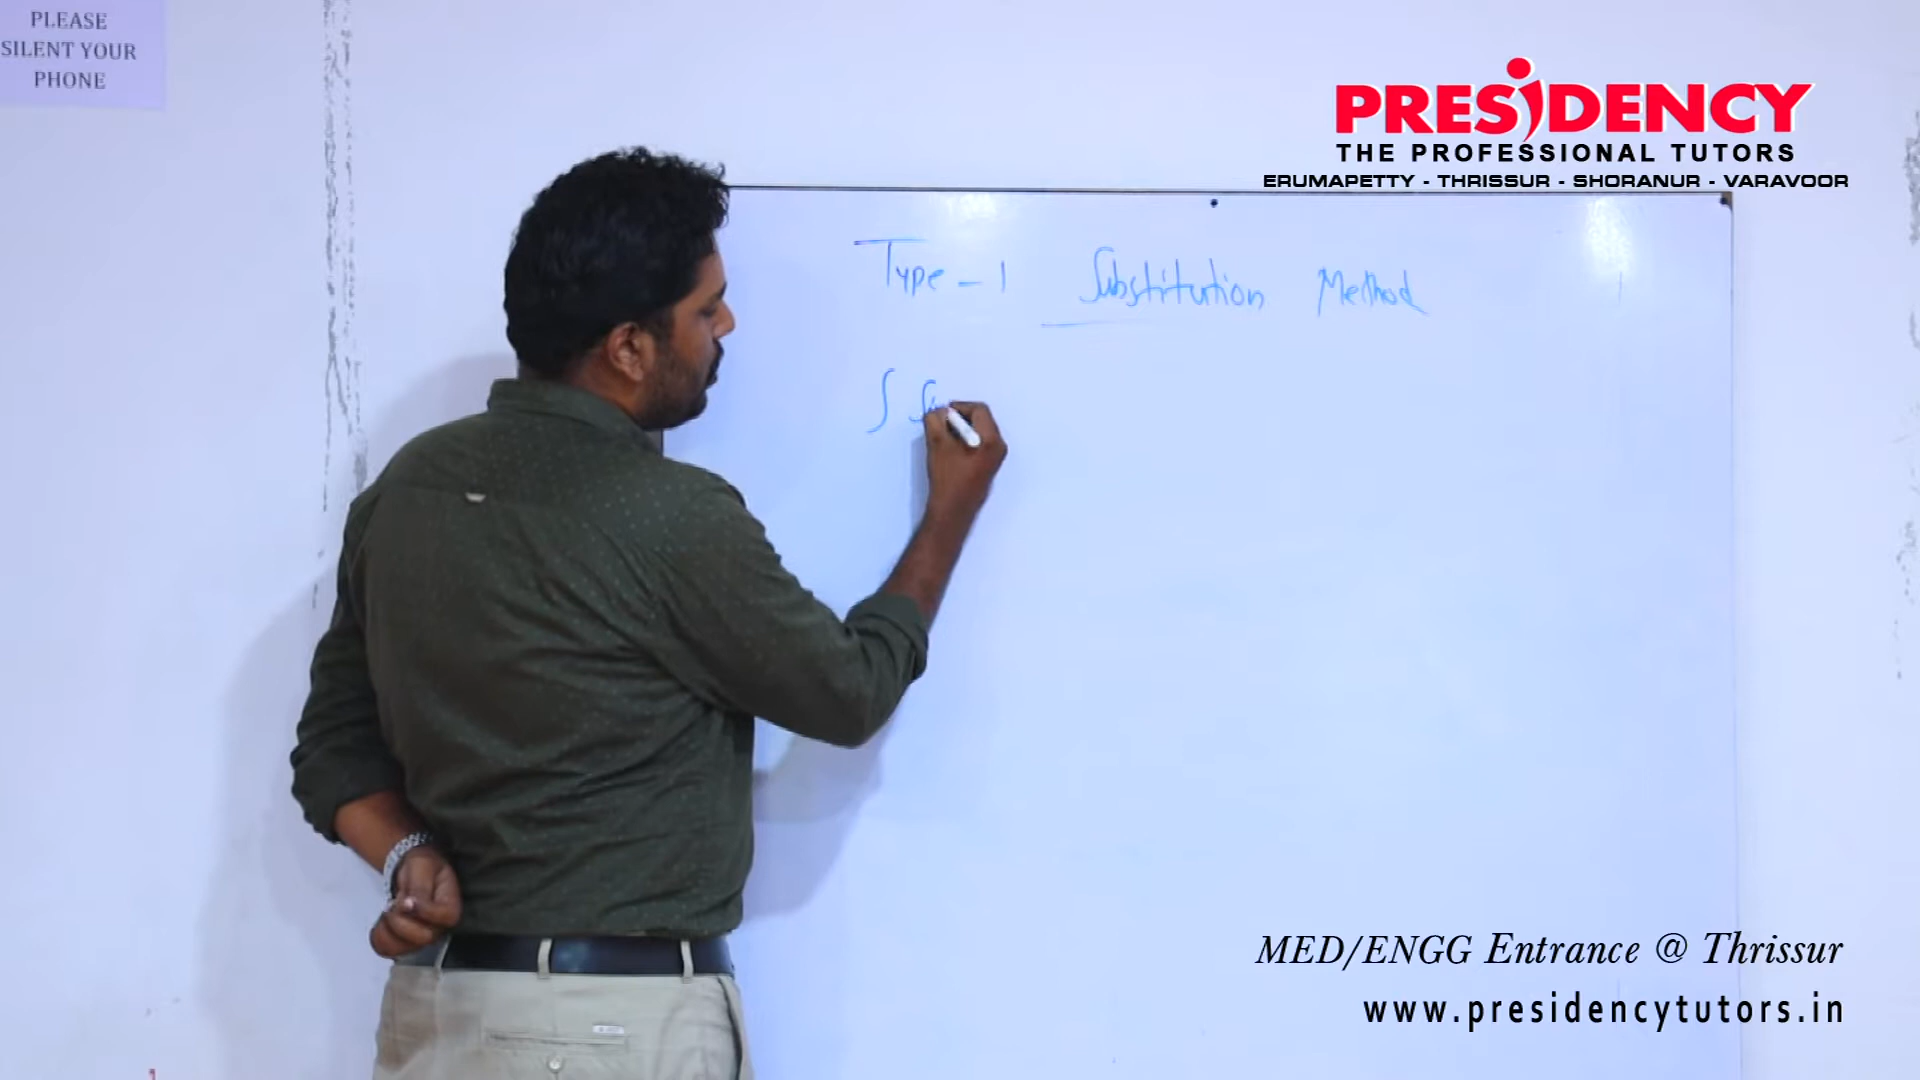 PLEASE
SILENT YOUR
PHONE
PRESIDENCY
THE PROFESSIONAL TUTORS
ERUMAPETTY - THRISSUR - SHORANUR - VARAVOOR
Type - 1 Substitution Method
∫ Si
MED/ENGG Entrance @ Thrissur
www.presidencytutors.in